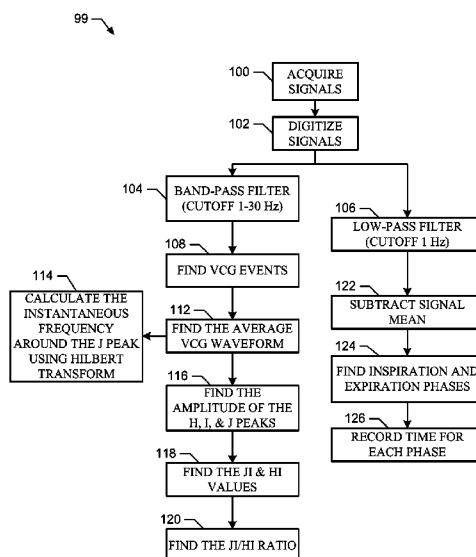 99
100
ACQUIRE
SIGNALS
102
DIGITIZE
SIGNALS
104
BAND-PASS FILTER
(CUTOFF 1-30 Hz)
106
LOW-PASS FILTER
(CUTOFF 1 Hz)
108
FIND VCG EVENTS
114
CALCULATE THE
INSTANTANEOUS
FREQUENCY
AROUND THE J PEAK
USING HILBERT
TRANSFORM
112
FIND THE AVERAGE
VCG WAVEFORM
122
SUBTRACT SIGNAL
MEAN
116
FIND THE
AMPLITUDE OF THE
H, I, & J PEAKS
124
FIND INSPIRATION AND
EXPIRATION PHASES
118
FIND THE JI & HI
VALUES
126
RECORD TIME FOR
EACH PHASE
120
FIND THE JI/HI RATIO